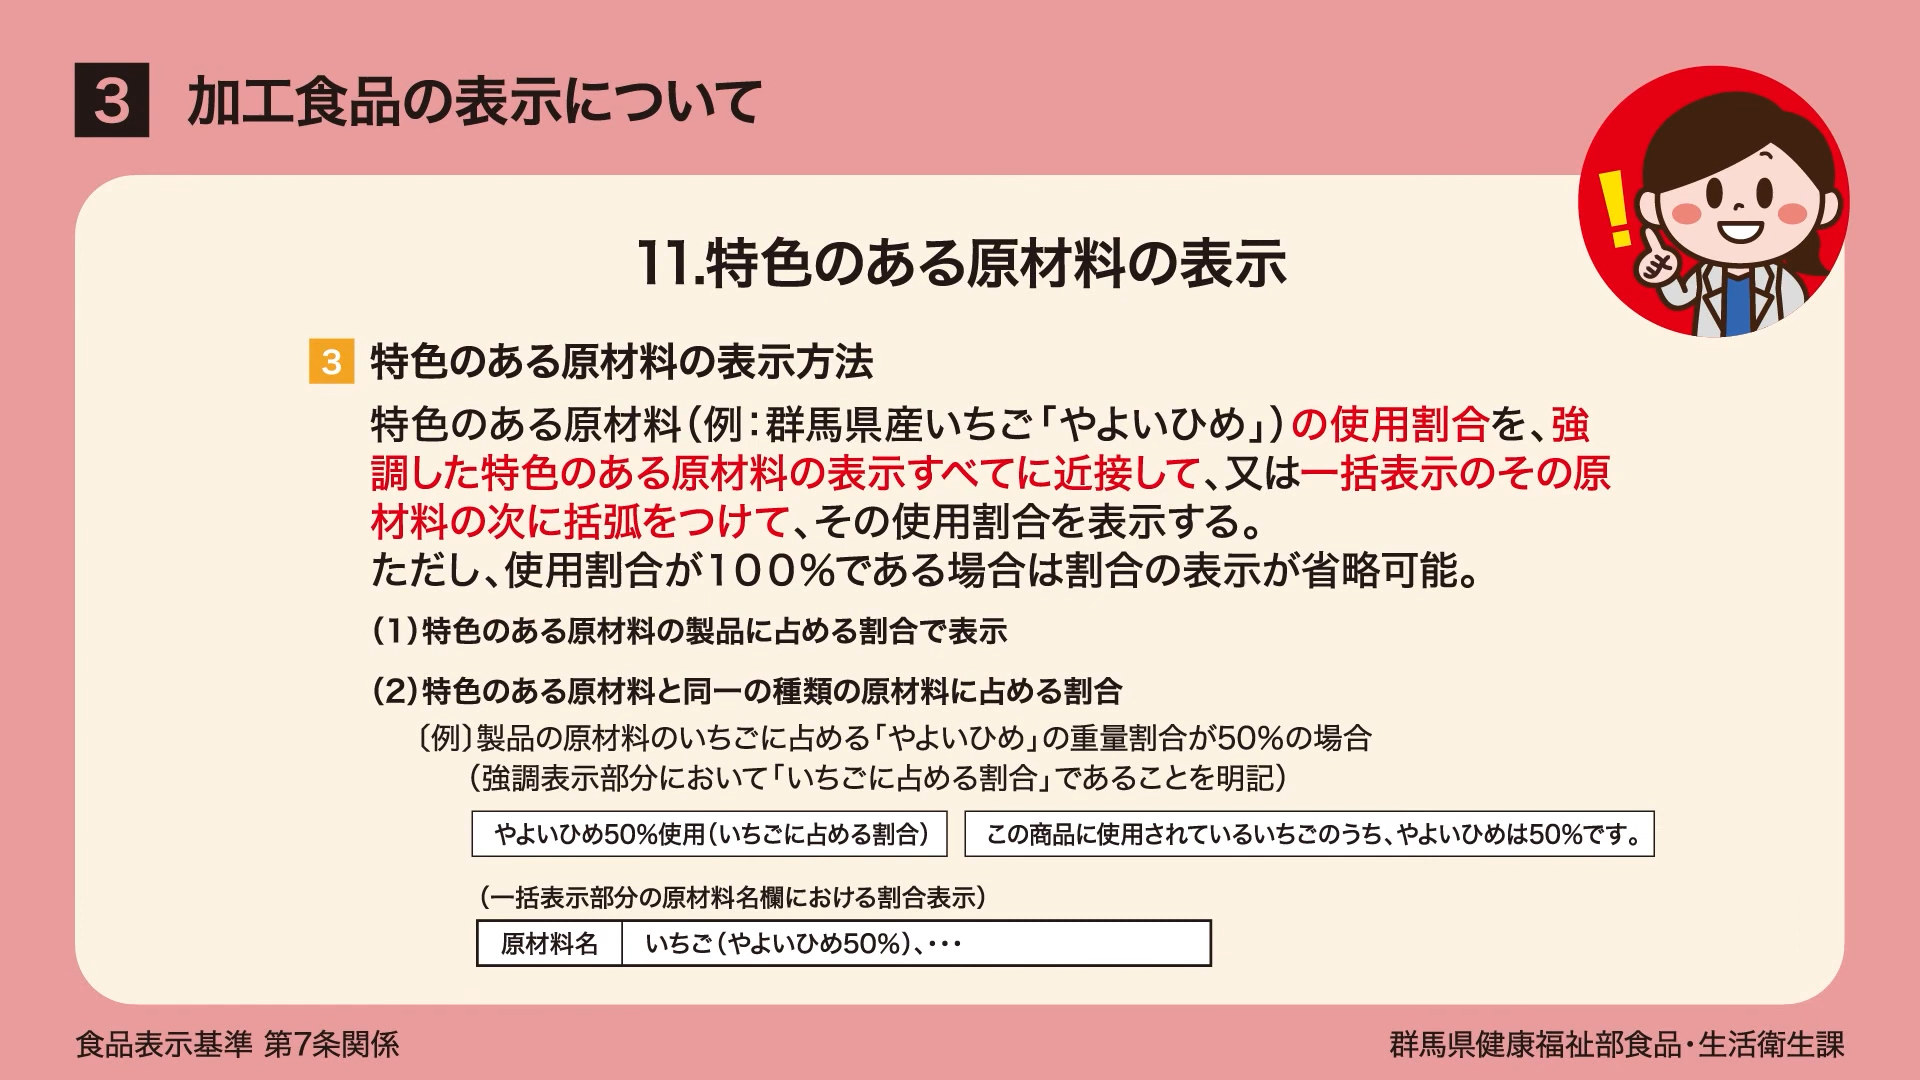 3 加工食品の表示について
!
11.特色のある原材料の表示
3 特色のある原材料の表示方法
特色のある原材料(例:群馬県産いちご「やよいひめ」)の使用割合を、強
調した特色のある原材料の表示すべてに近接して、又は一括表示のその原
材料の次に括弧をつけて、その使用割合を表示する。
ただし、使用割合が100%である場合は割合の表示が省略可能。
(1)特色のある原材料の製品に占める割合で表示
(2)特色のある原材料と同一の種類の原材料に占める割合
〔例〕製品の原材料のいちごに占める「やよいひめ」の重量割合が50%の場合
(強調表示部分において「いちごに占める割合」であることを明記)
やよいひめ50%使用(いちごに占める割合)
この商品に使用されているいちごのうち、やよいひめは50%です。
(一括表示部分の原材料名欄における割合表示)
原材料名 いちご(やよいひめ50%)、・・・
食品表示基準 第7条関係
群馬県健康福祉部食品・生活衛生課